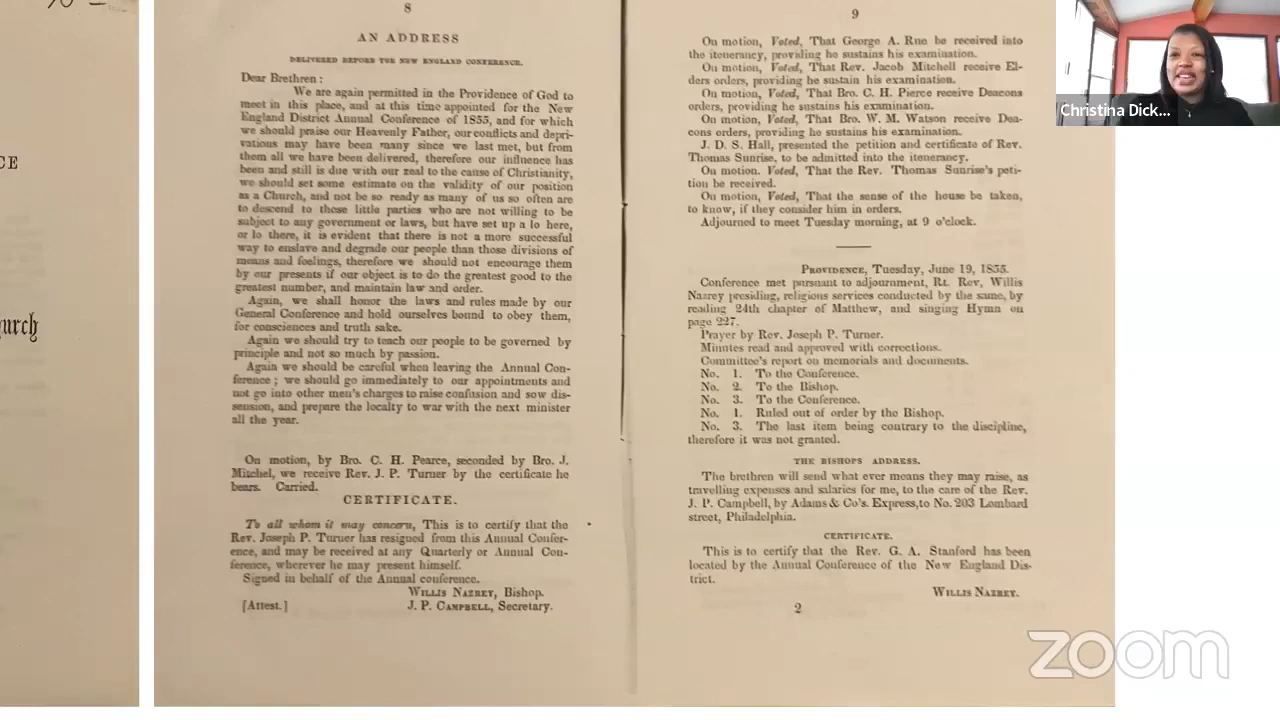 CE
urch
8
AN ADDRESS
DELIVERED BEFORE THE NEW ENGLAND CONFERENCE.
Dear Brethren :
We are again permitted in the Providence of God to
meet in this place, and at this time appointed for the New
England District Annual Conference of 1855, and for which
we should praise our Heavenly Father, our conflicts and depri-
vations may have been many since we last met, but from
them all we have been delivered, therefore our influence has
been and still is due with our zeal to the cause of Christianity,
we should set some estimate on the validity of our position
as a Church, and not be so ready as many of us so often are
to descend to those little parties who are not willing to be
subject to any government or laws, but have set up a lo here,
or lo there, it is evident that there is not a more successful
way to enslave and degrade our people than those divisions of
means and feelings, therefore we should not encourage them
by our presents if our object is to do the greatest good to the
greatest number, and maintain law and order.
Again, we shall honor the laws and rules made by our
General Conference and hold ourselves bound to obey them,
for consciences and truth sake.
Again we should try to teach our people to be governed by
principle and not so much by passion.
Again we should be careful when leaving the Annual Con-
ference ; we should go immediately to our appointments and
not go into other men's charges to raise confusion and sow dis-
sension, and prepare the localty to war with the next minister
all the year.
On motion, by Bro. C. H. Pearce, seconded by Bro. J.
Mitchel, we receive Rev. J. P. Turner by the certificate he
bears. Carried.
CERTIFICATE.
To all whom it may concern, This is to certify that the
Rev. Joseph P. Turner has resigned from this Annual Confer-
ence, and may be received at any Quarterly or Annual Con-
ference, wherever he may present himself.
Signed in behalf of the Annual conference.
WILLIS NAZREY, Bishop.
[Attest.] J. P. CAMPBELL, Secretary.
9
On motion, Voted, That George A. Rue be received into
the itenerancy, providing he sustains his examination.
On motion, Voted, That Rev. Jacob Mitchell receive El-
ders orders, providing he sustain his examination.
On motion, Voted, That Bro. C. H. Pierce receive Deacons
orders, providing he sustains his examination.
On motion, Voted, That Bro. W. M. Watson receive Dea-
cons orders, providing he sustains his examination.
J. D. S. Hall, presented the petition and certificate of Rev.
Thomas Sunrise, to be admitted into the itenerancy.
On motion. Voted, That the Rev. Thomas Sunrise's peti-
tion be received.
On motion, Voted, That the sense of the house be taken,
to know, if they consider him in orders.
Adjourned to meet Tuesday morning, at 9 o'clock.
PROVIDENCE, Tuesday, June 19, 1855.
Conference met pursuant to adjournment, Rt. Rev, Willis
Nazrey presiding, religious services conducted by the same, by
reading 24th chapter of Matthew, and singing Hymn on
page 227.
Prayer by Rev. Joseph P. Turner.
Minutes read and approved with corrections.
Committee's report on memorials and documents.
No. 1. To the Conference.
No. 2. To the Bishop.
No. 3. To the Conference.
No. 1. Ruled out of order by the Bishop.
No. 3. The last item being contrary to the discipline,
therefore it was not granted.
THE BISHOPS ADDRESS.
The brethren will send what ever means they may raise, as
travelling expenses and salaries for me, to the care of the Rev.
J. P. Campbell, by Adams & Co's. Express, to No. 203 Lombard
street, Philadelphia.
CERTIFICATE.
This is to certify that the Rev. G. A. Stanford has been
located by the Annual Conference of the New England Dis-
trict.
WILLIS NAZREY.
2
Christina Dick...
zoom